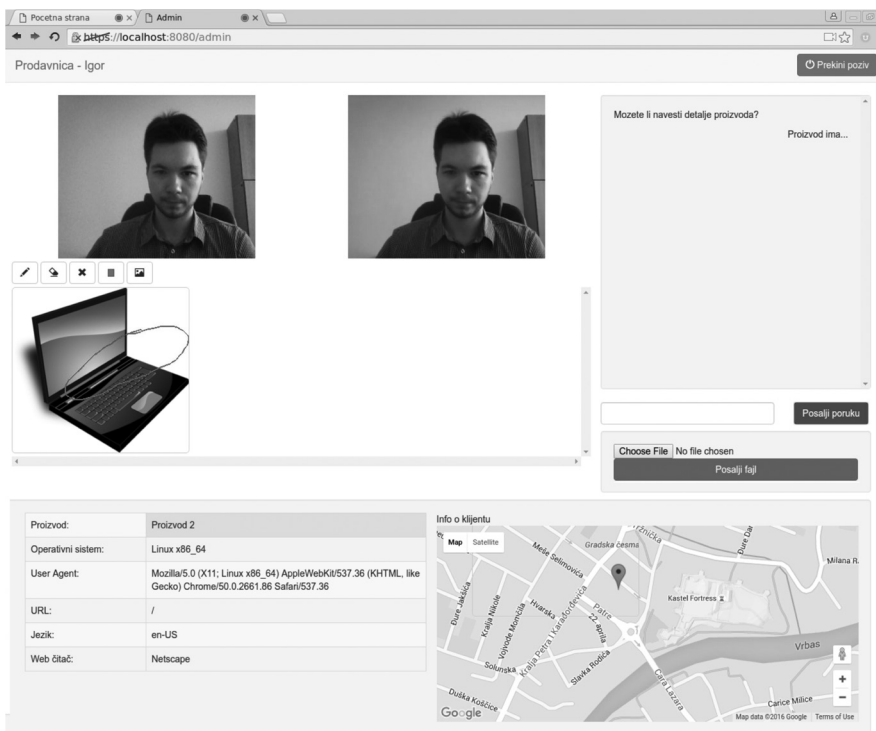 Pocetna strana
Admin
https://localhost:8080/admin
Prodavnica - Igor
Prekini poziv
Mozete li navesti detalje proizvoda?
Proizvod ima...
Posalji poruku
Choose File No file chosen
Posalji fajl
Proizvod: Proizvod 2
Operativni sistem: Linux x86_64
User Agent: Mozilla/5.0 (X11; Linux x86_64) AppleWebKit/537.36 (KHTML, like
Gecko) Chrome/50.0.2661.86 Safari/537.36
URL: /
Jezik: en-US
Web čitač: Netscape
Info o klijentu
Map Satellite
Tržnička
Gradska česma
Đure Dan
Meše Selimovića
Milana R.
Đure Jakšića
Kralja Nikole
Vojvode Momčila
Hvarska
Kralja Petra I Karađorđevića
Patre
22. aprila
Kastel Fortress
Vrbas
Solunska
Slavka Rodića
Cara Lazara
Duška Koščice
Carice Milice
Google
Map data ©2016 Google Terms of Use